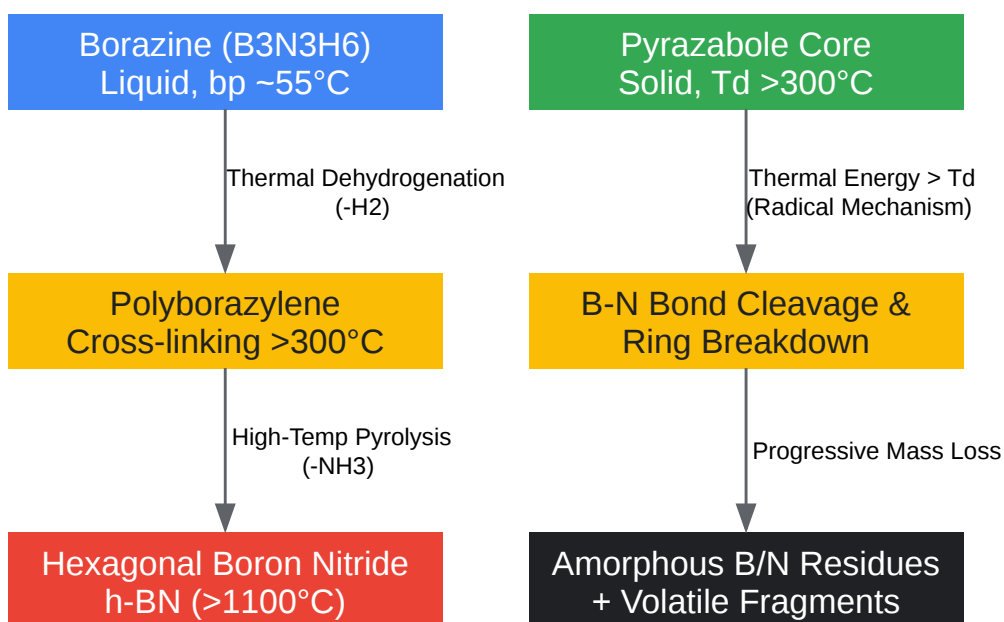 Borazine (B3N3H6)
Liquid, bp ~55°C
Pyrazabole Core
Solid, Td >300°C
Thermal Dehydrogenation
(-H2)
Thermal Energy > Td
(Radical Mechanism)
Polyborazylene
Cross-linking >300°C
B-N Bond Cleavage &
Ring Breakdown
High-Temp Pyrolysis
(-NH3)
Progressive Mass Loss
Hexagonal Boron Nitride
h-BN (>1100°C)
Amorphous B/N Residues
+ Volatile Fragments